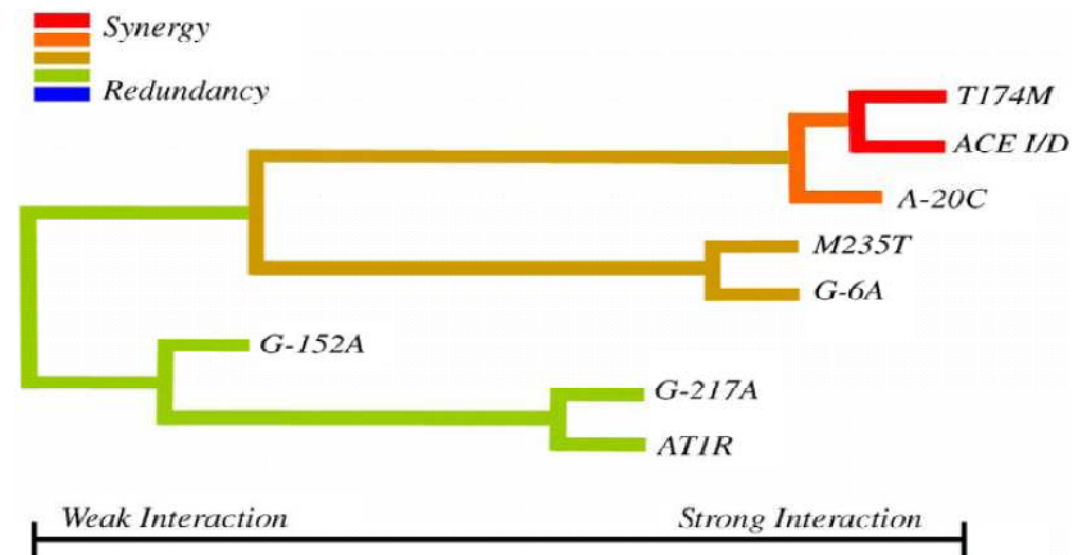 Synergy
Redundancy
T174M
ACE I/D
A-20C
M235T
G-6A
G-152A
G-217A
AT1R
Weak Interaction
Strong Interaction